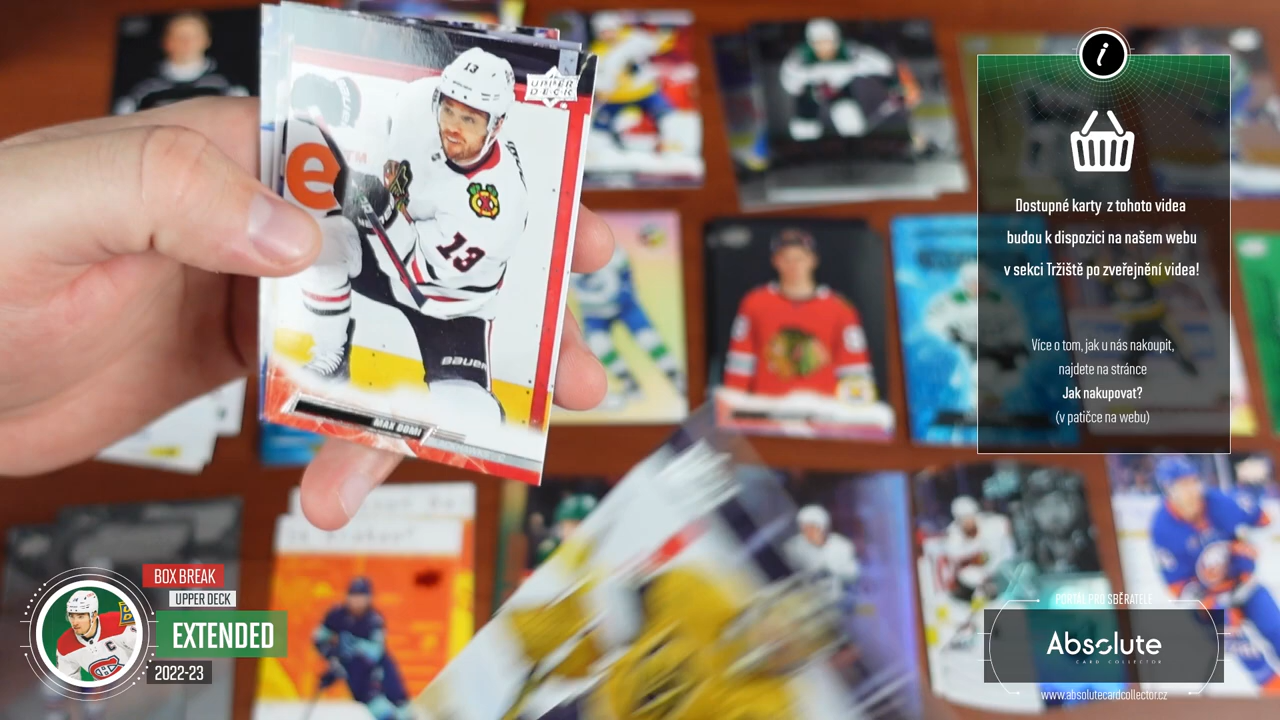 13
UPPER
DECK
e
13
BAUER
MAX DOMI
i
Dostupné karty z tohoto videa
budou k dispozici na našem webu
v sekci Tržiště po zveřejnění videa!
Více o tom, jak u nás nakoupit,
najdete na stránce
Jak nakupovat?
(v patičce na webu)
BOX BREAK
UPPER DECK
EXTENDED
2022-23
PORTÁL PRO SBĚRATELE
Absolute
CARD COLLECTOR
www.absolutecardcollector.cz